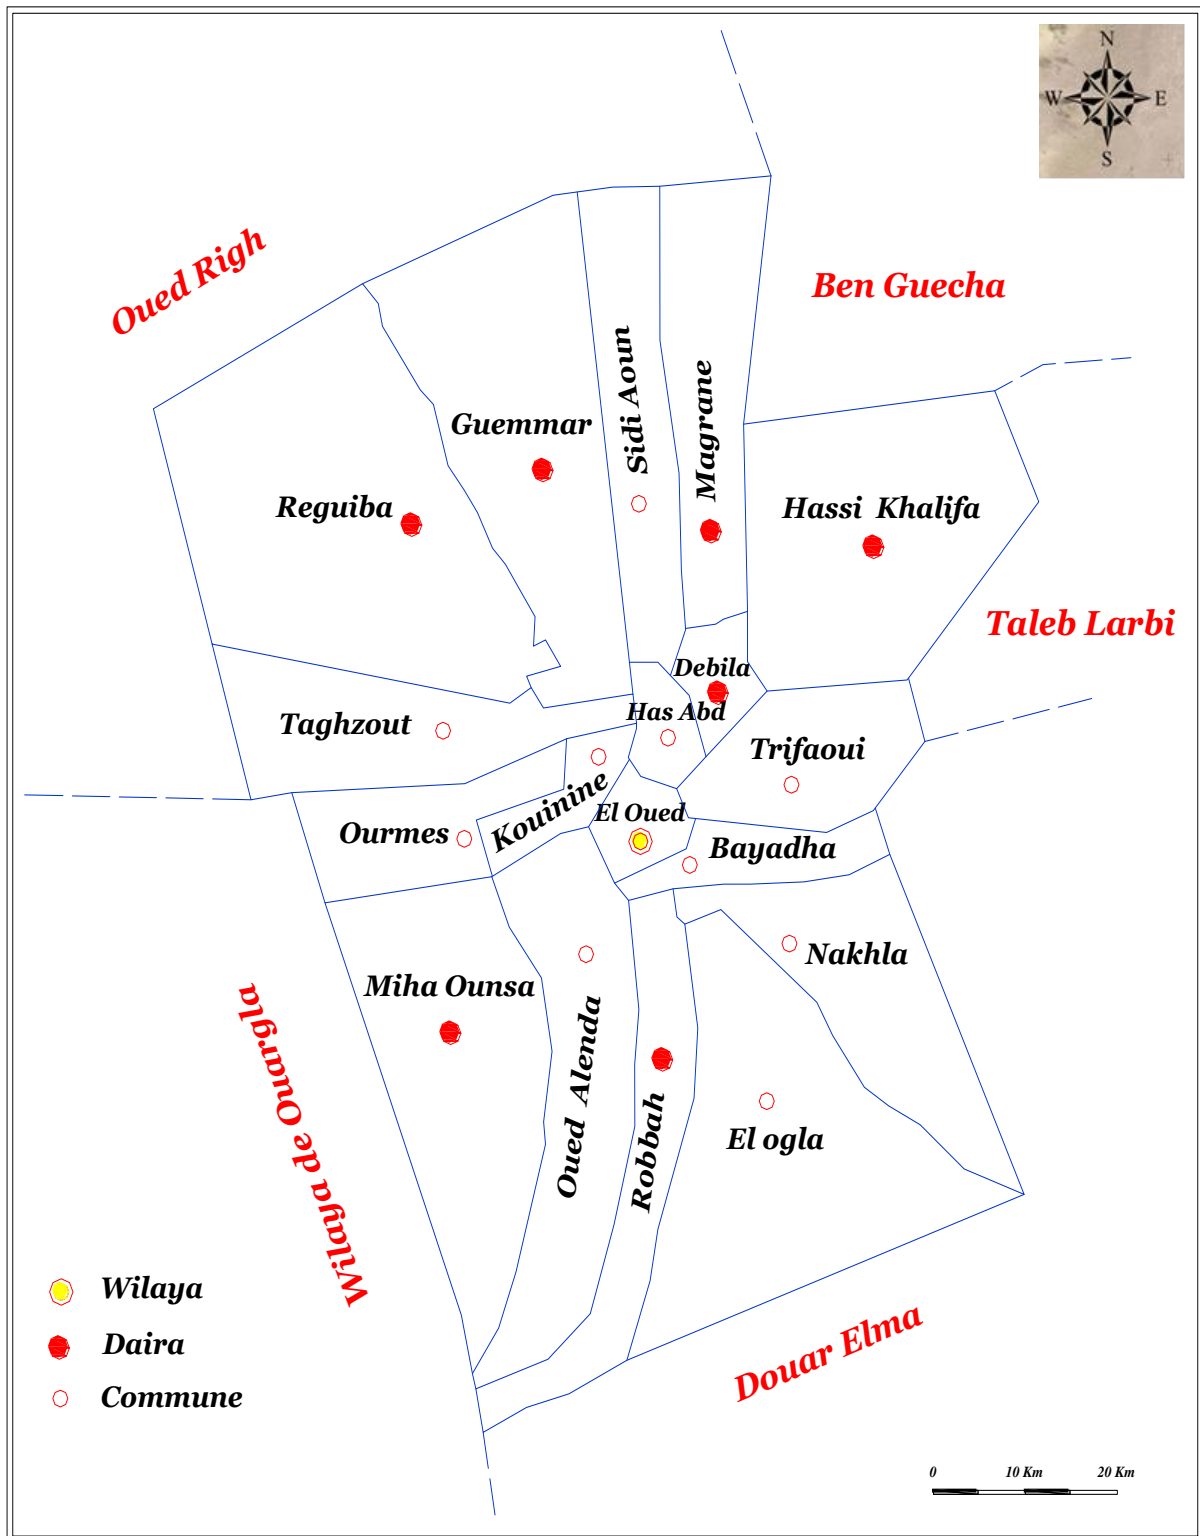 N
W E
S
Oued Righ
Ben Guecha
Sidi Aoun
Magrane
Guemmar
Reguiba
Hassi Khalifa
Taleb Larbi
Debila
Has Abd
Taghzout
Trifaoui
Kouinine
El Oued
Ourmes
Bayadha
Nakhla
Miha Ounsa
Oued Alenda
Robbah
El ogla
Wilaya de Ouargla
Wilaya
Daira
Commune
Douar Elma
0 10 Km 20 Km